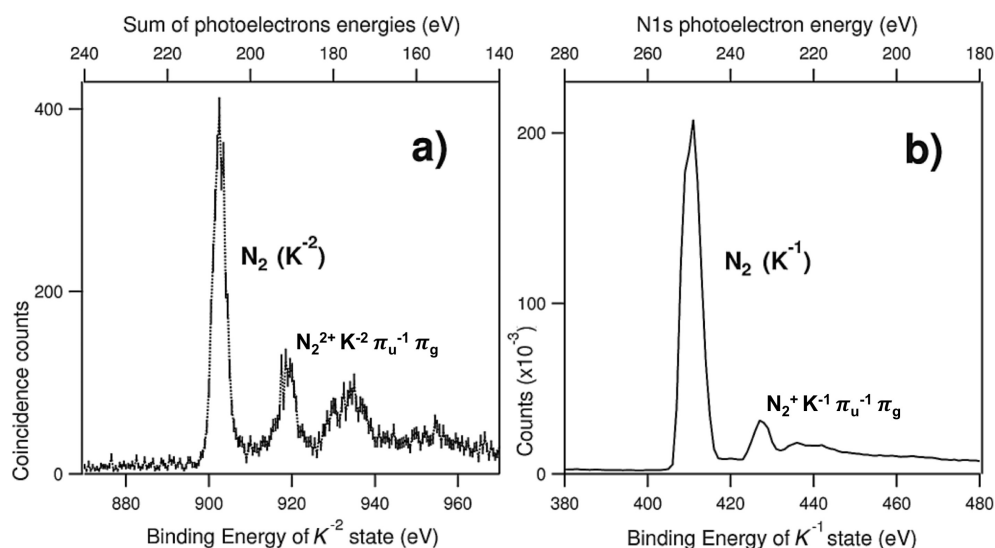 Sum of photoelectrons energies (eV)
240 220 200 180 160 140
400
200
0
Coincidence counts
a)
N₂ (K⁻²)
N₂²⁺ K⁻² πᵤ⁻¹ π_g
880 900 920 940 960
Binding Energy of K⁻² state (eV)
N1s photoelectron energy (eV)
280 260 240 220 200 180
200
100
0
Counts (x10⁻³)
b)
N₂ (K⁻¹)
N₂⁺ K⁻¹ πᵤ⁻¹ π_g
380 400 420 440 460 480
Binding Energy of K⁻¹ state (eV)